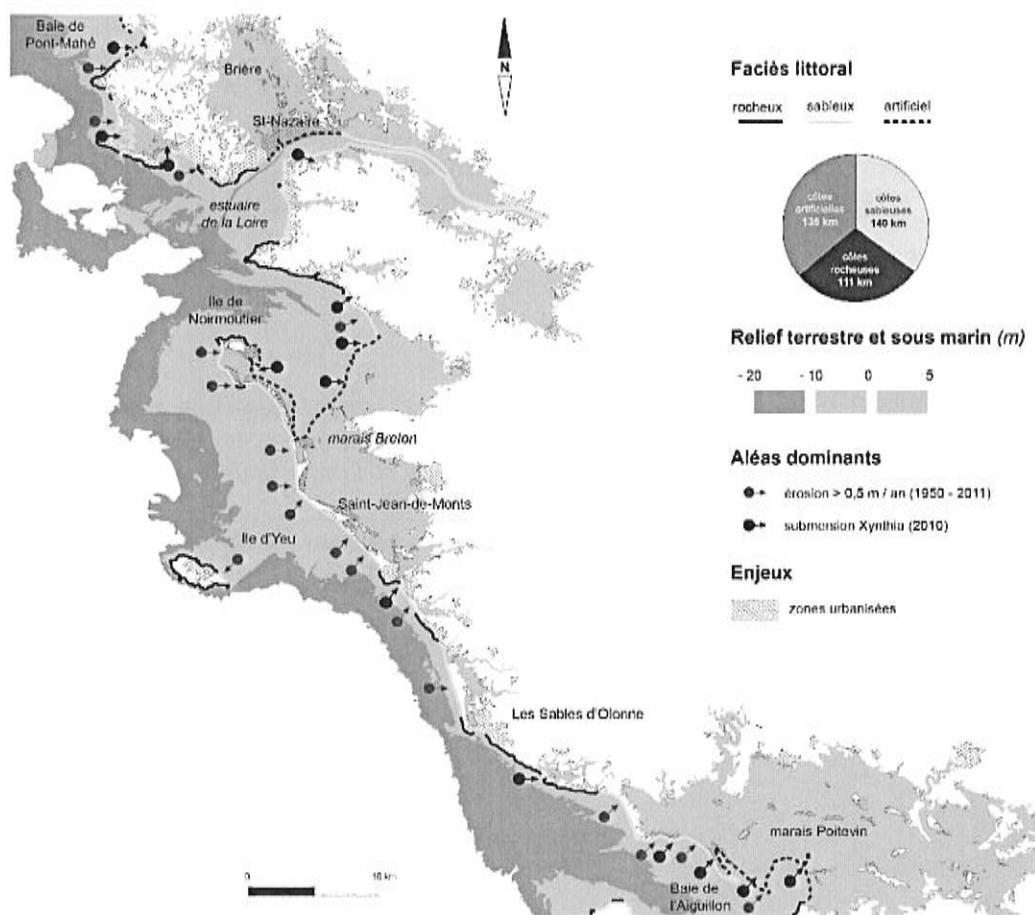 Baie de
Pont-Mahé
Brière
St-Nazaire
estuaire
de la Loire
Ile de
Noirmoutier
marais Breton
Saint-Jean-de-Monts
Ile d'Yeu
Les Sables d'Olonne
marais Poitevin
Baie de
l'Aiguillon
N
Faciès littoral
rocheux sableux artificiel
côtes
artificielles
135 km
côtes
sableuses
140 km
côtes
rocheuses
111 km
Relief terrestre et sous marin (m)
- 20 - 10 0 5
Aléas dominants
érosion > 0,5 m / an (1950 - 2011)
submersion Xynthia (2010)
Enjeux
zones urbanisées
0
km